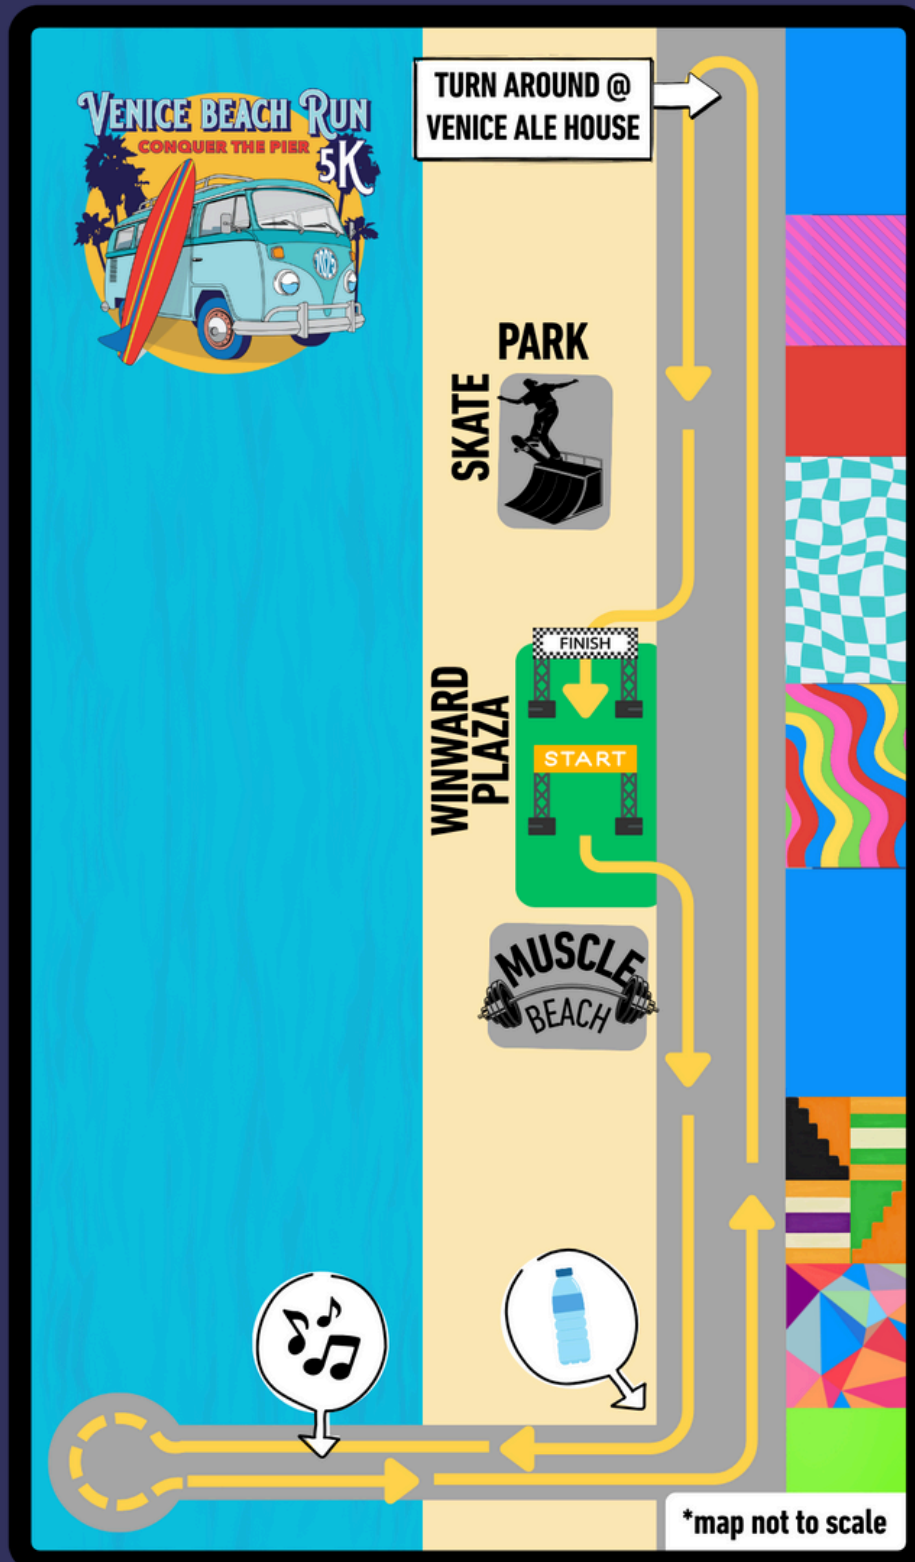 VENICE BEACH RUN
CONQUER THE PIER
5K
2025
TURN AROUND @
VENICE ALE HOUSE
PARK
SKATE
FINISH
START
WINWARD
PLAZA
MUSCLE
BEACH
*map not to scale